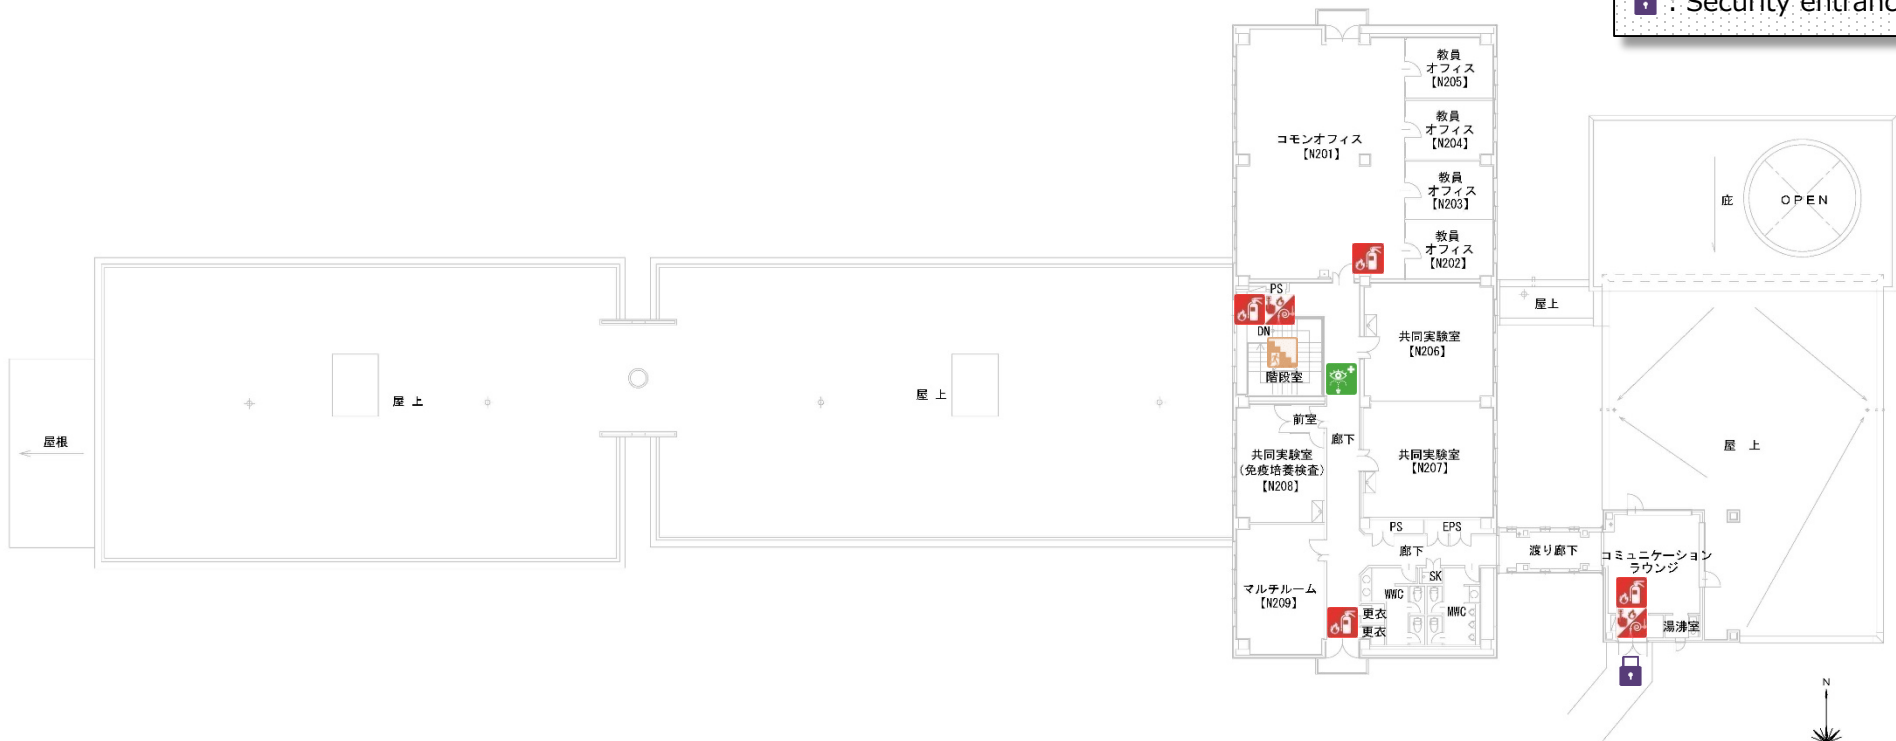 : Security entranc
教員
オフィス
【N205】
教員
オフィス
【N204】
コモンオフィス
【N201】
教員
オフィス
【N203】
教員
オフィス
【N202】
庇
OPEN
PS
DN
階段室
共同実験室
【N206】
屋上
屋根
屋 上
屋 上
前室
廊下
共同実験室
(免疫培養検査)
【N208】
共同実験室
【N207】
屋 上
PS
EPS
廊下
渡り廊下
コミュニケーション
ラウンジ
SK
マルチルーム
【N209】
WWC
MWC
更衣
更衣
湯沸室
N